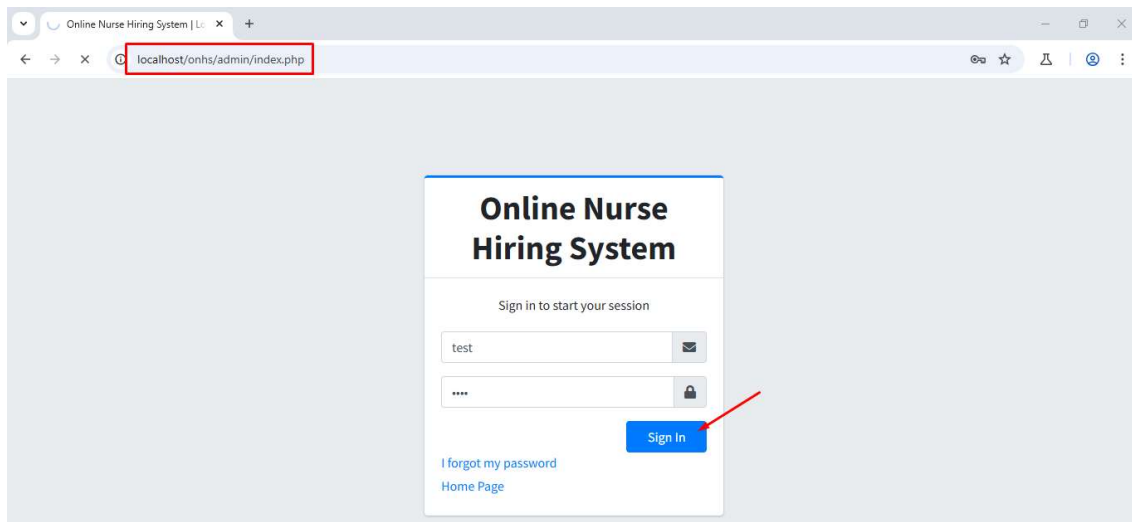 Online Nurse Hiring System | Lo
localhost/onhs/admin/index.php
Online Nurse
Hiring System
Sign in to start your session
test
••••
Sign In
I forgot my password
Home Page